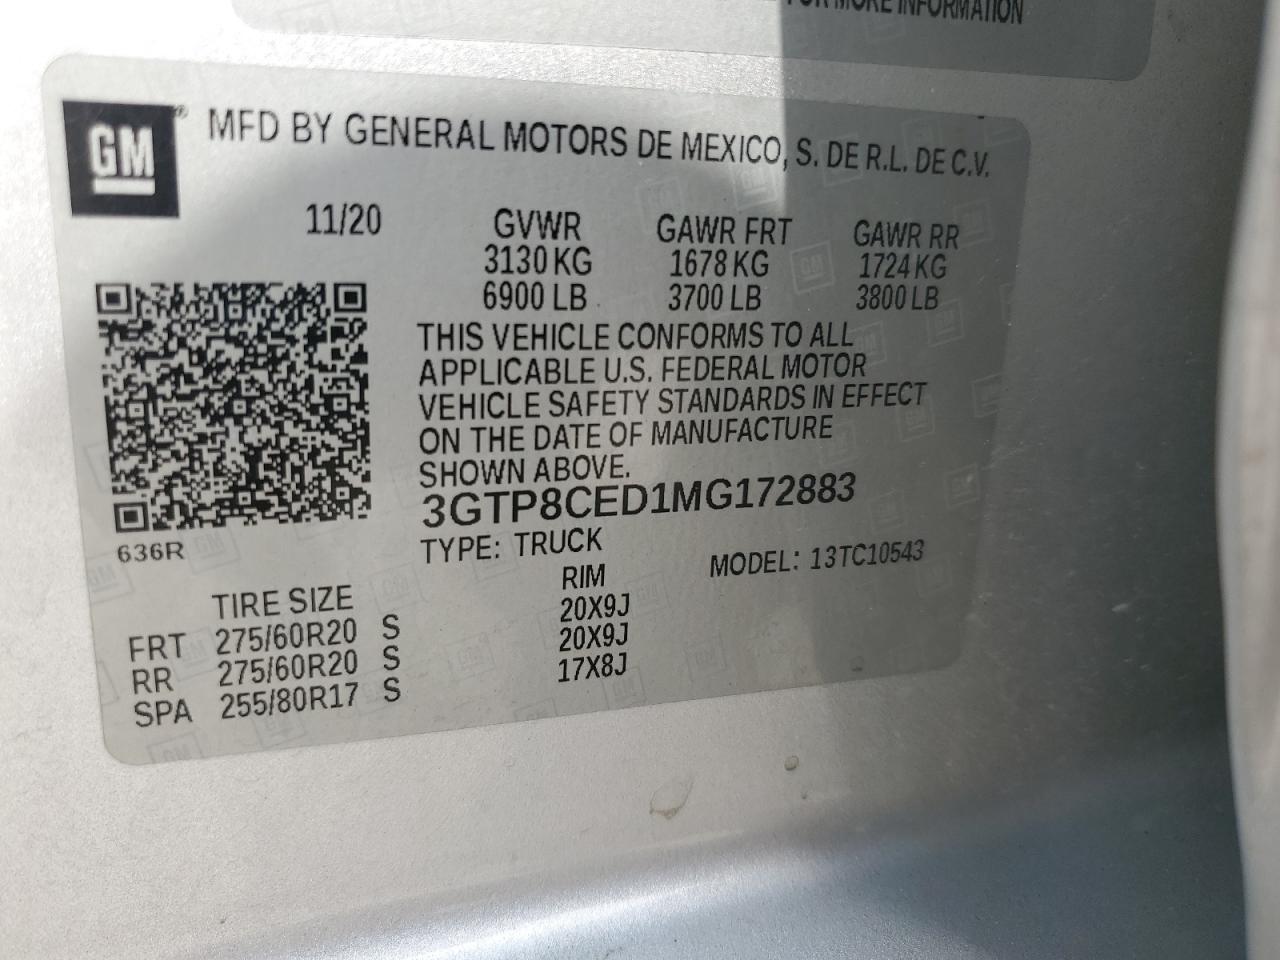 FOR MORE INFORMATION
GM® MFD BY GENERAL MOTORS DE MEXICO, S. DE R.L. DE C.V.
11/20 GVWR GAWR FRT GAWR RR
3130 KG 1678 KG 1724 KG
6900 LB 3700 LB 3800 LB
THIS VEHICLE CONFORMS TO ALL
APPLICABLE U.S. FEDERAL MOTOR
VEHICLE SAFETY STANDARDS IN EFFECT
ON THE DATE OF MANUFACTURE
SHOWN ABOVE.
3GTP8CED1MG172883
636R
TYPE: TRUCK MODEL: 13TC10543
TIRE SIZE RIM
FRT 275/60R20 S 20X9J
RR 275/60R20 S 20X9J
SPA 255/80R17 S 17X8J